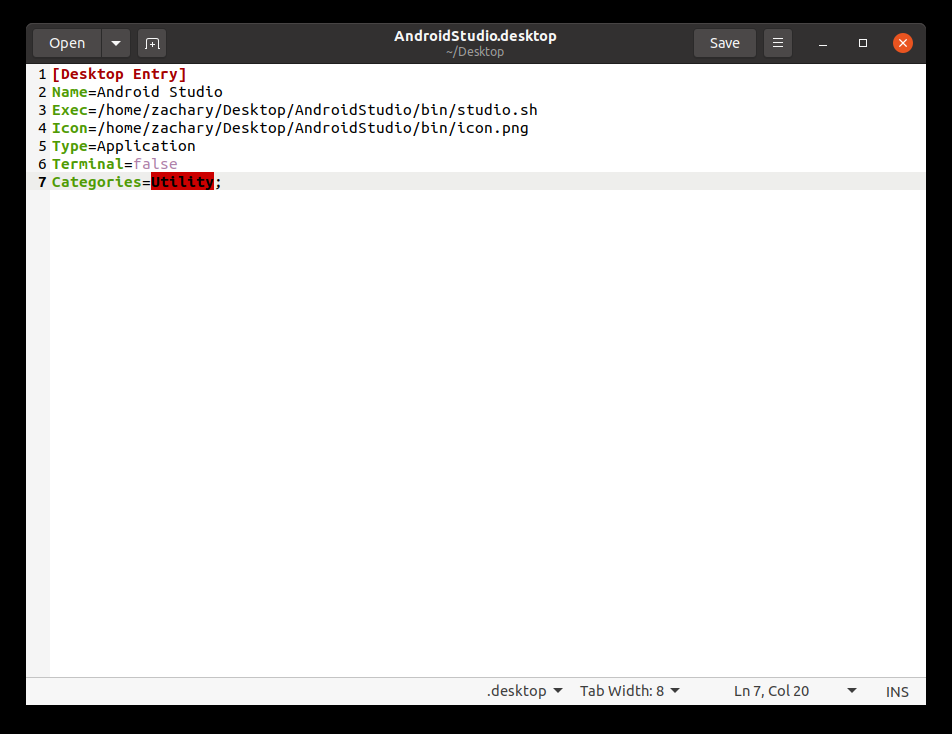 Open
AndroidStudio.desktop
~/Desktop
Save
1 [Desktop Entry]
2 Name=Android Studio
3 Exec=/home/zachary/Desktop/AndroidStudio/bin/studio.sh
4 Icon=/home/zachary/Desktop/AndroidStudio/bin/icon.png
5 Type=Application
6 Terminal=false
7 Categories=Utility;
.desktop Tab Width: 8 Ln 7, Col 20 INS